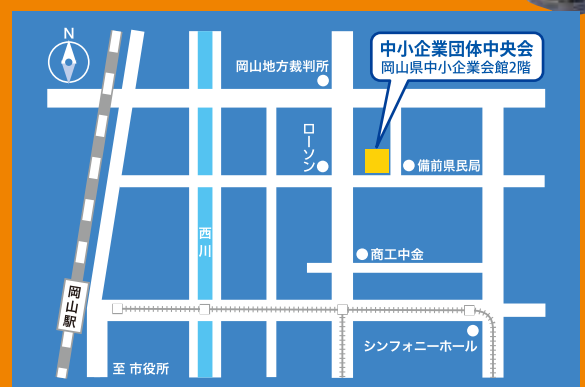 N
中小企業団体中央会
岡山県中小企業会館2階
岡山地方裁判所
ローソン
備前県民局
西川
商工中金
岡山駅
シンフォニーホール
至 市役所